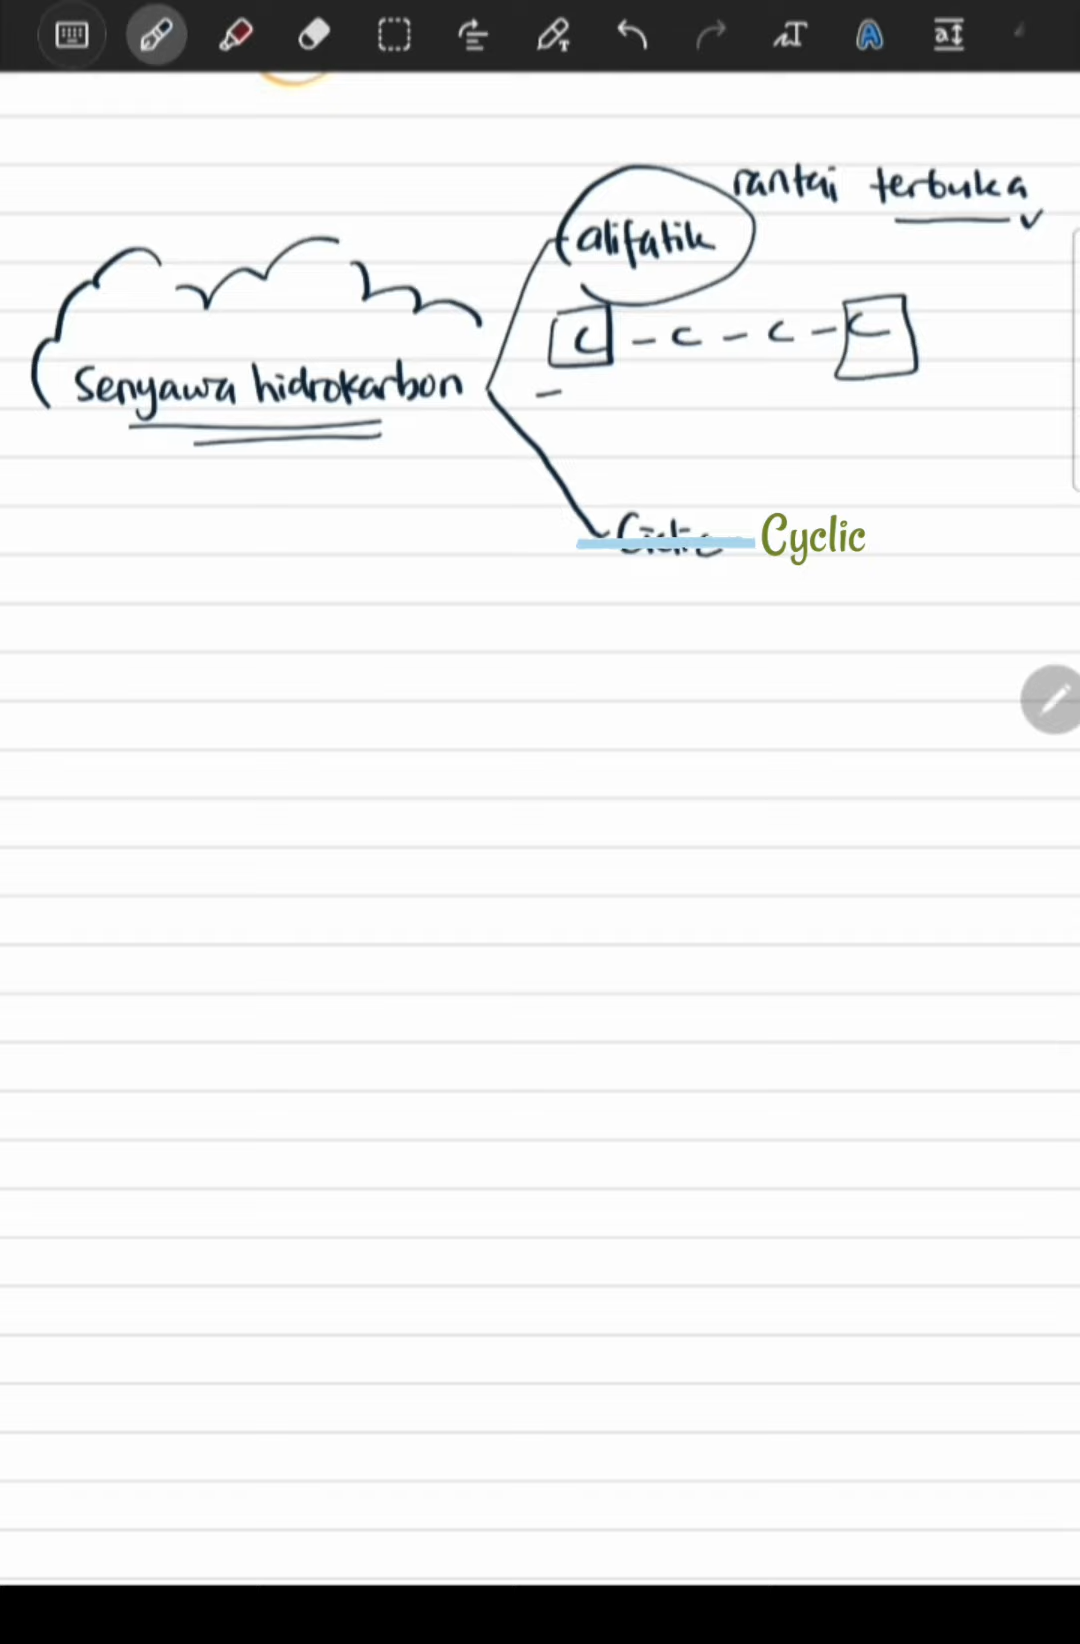 rantai terbuka
alifatik
C - C - C - C
Senyawa hidrokarbon
Cyclic